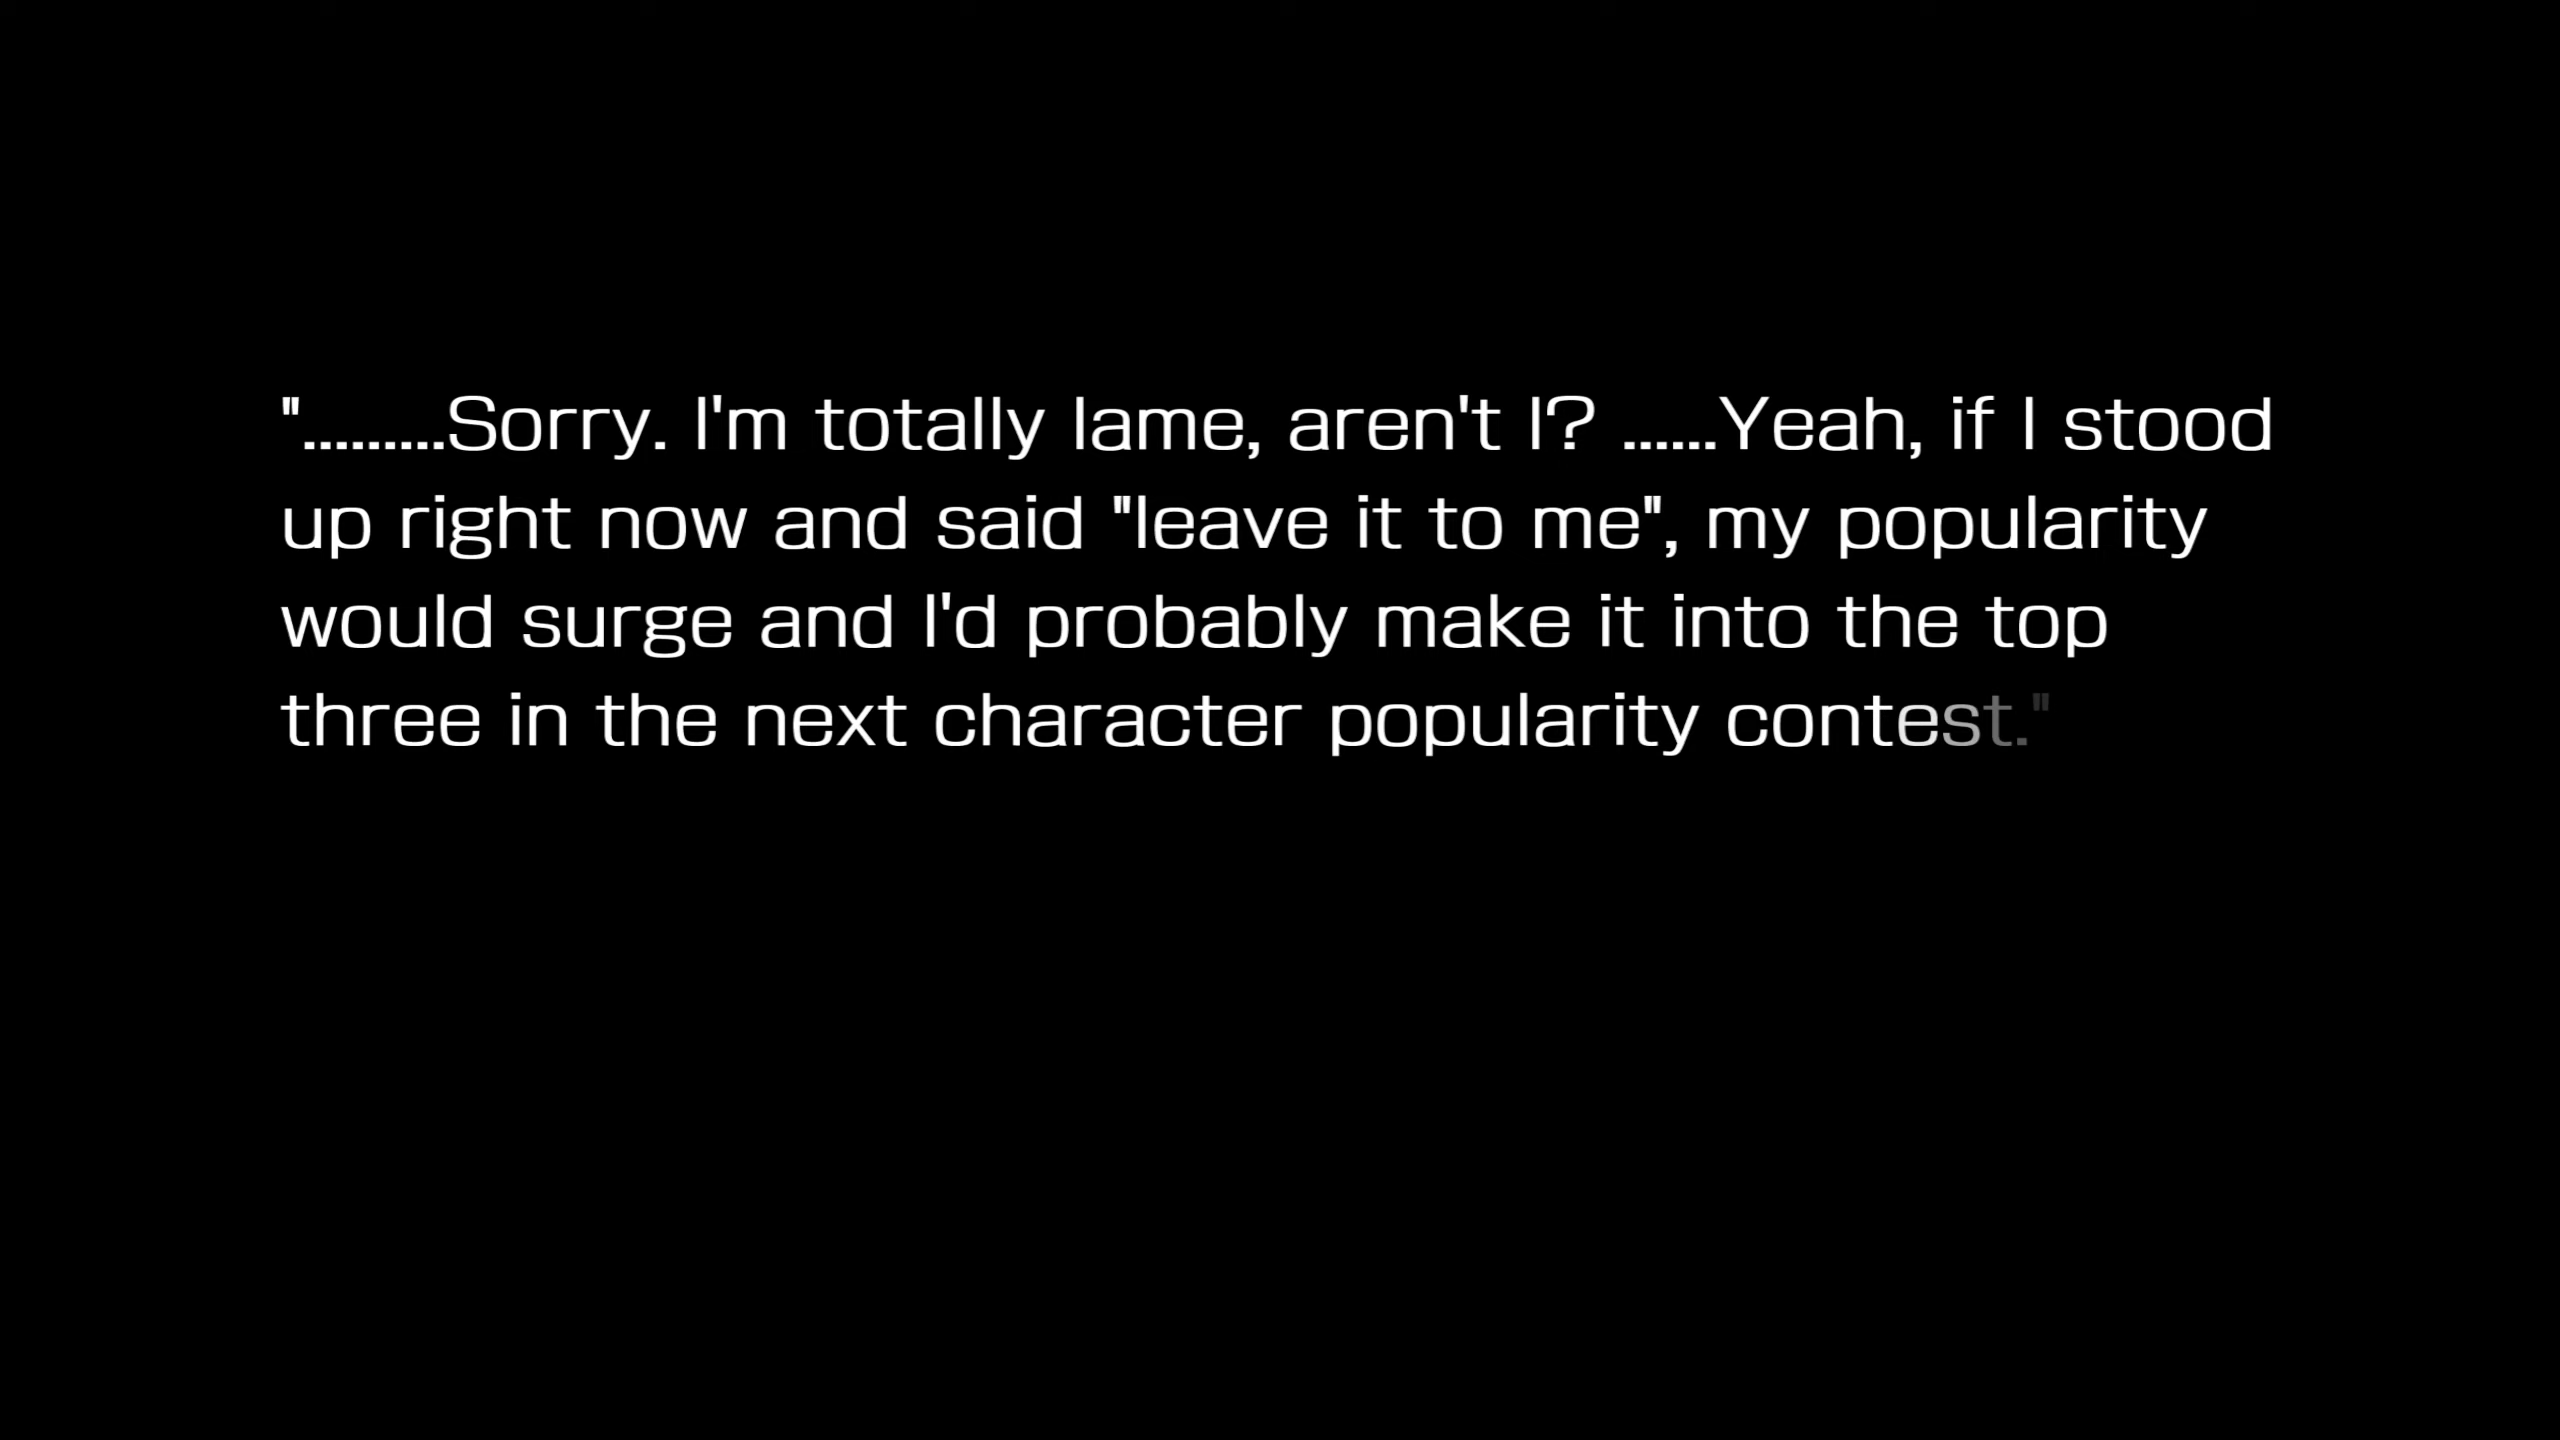 ".........Sorry. I'm totally lame, aren't I? ......Yeah, if I stood
up right now and said "leave it to me", my popularity
would surge and I'd probably make it into the top
three in the next character popularity contest."